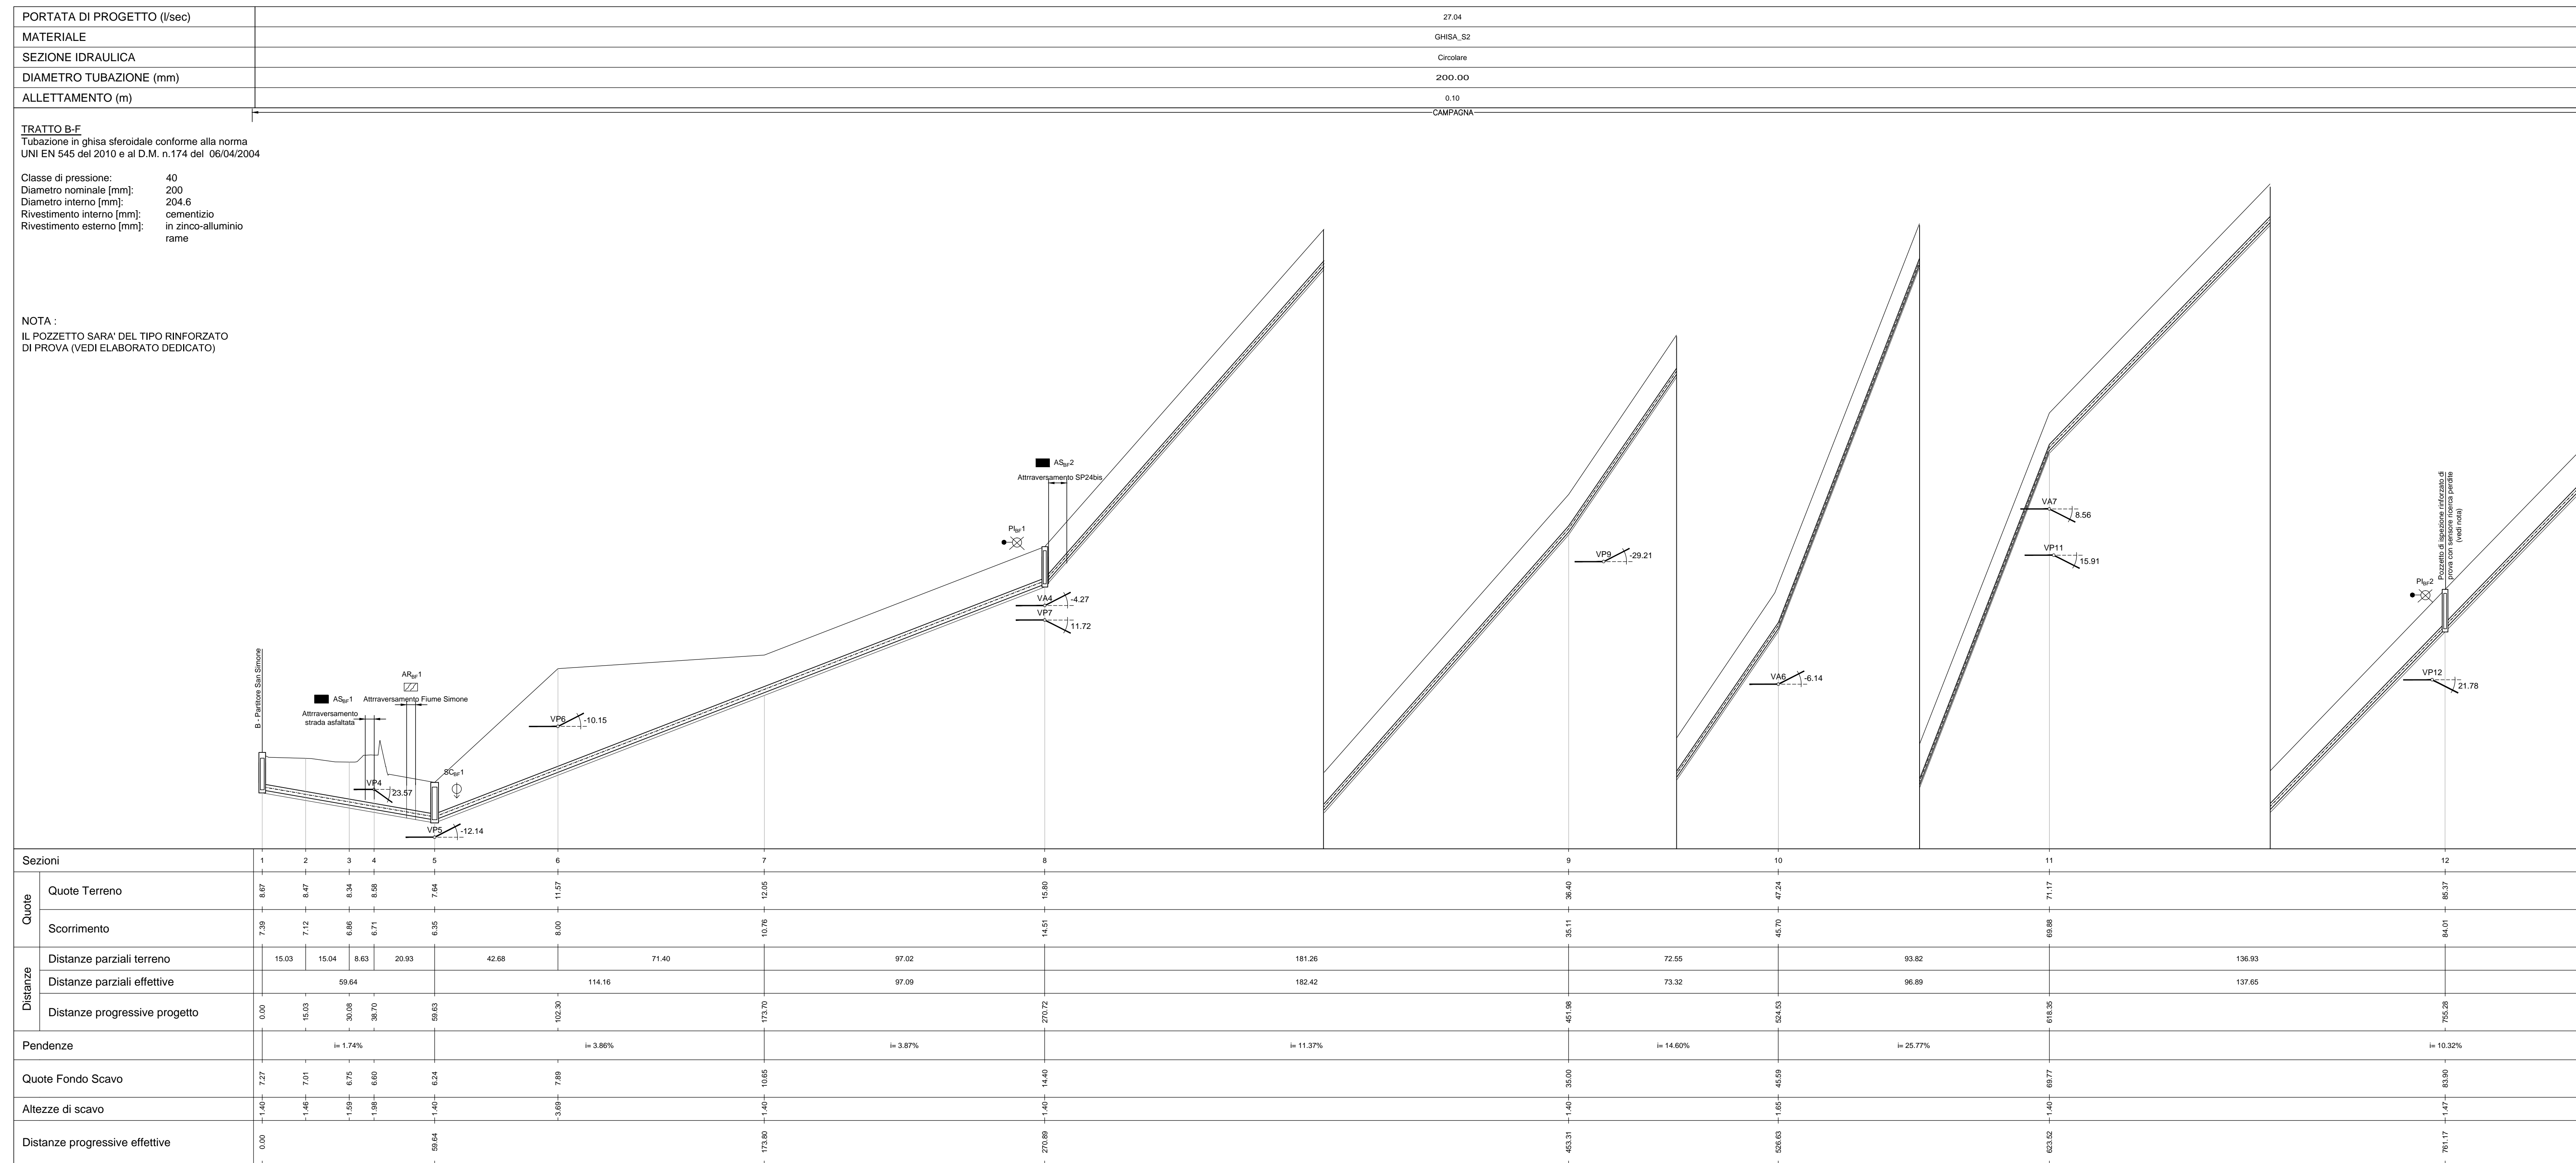 PORTATA DI PROGETTO (l/sec) 27.04
MATERIALE GHISA_S2
SEZIONE IDRAULICA Circolare
DIAMETRO TUBAZIONE (mm) 200.00
ALLETTAMENTO (m) 0.10
CAMPAGNA
TRATTO B-F
Tubazione in ghisa sferoidale conforme alla norma
UNI EN 545 del 2010 e al D.M. n.174 del 06/04/2004
Classe di pressione: 40
Diametro nominale [mm]: 200
Diametro interno [mm]: 204.6
Rivestimento interno [mm]: cementizio
Rivestimento esterno [mm]: in zinco-alluminio
rame
NOTA :
IL POZZETTO SARA' DEL TIPO RINFORZATO
DI PROVA (VEDI ELABORATO DEDICATO)
B - Partitore San Simone
ASBF1
Attrraversamento
strada asfaltata
VP4
23.57
ARBF1
Attrraversamento Fiume Simone
SCBF1
VP5
-12.14
VP6
-10.15
PIBF1
ASBF2
Attrraversamento SP24bis
VA4
-4.27
VP7
11.72
VP9
-29.21
VA6
-6.14
VA7
8.56
VP11
15.91
PIBF2
Pozzetto di ispezione rinforzato di
prova con sensore ricerca perdite
(vedi nota)
VP12
21.78
Sezioni 1 2 3 4 5 6 7 8 9 10 11 12
Quote
Quote Terreno 8.67 8.47 8.34 8.58 7.64 11.57 12.05 15.80 36.40 47.24 71.17 85.37
Scorrimento 7.39 7.12 6.86 6.71 6.35 8.00 10.76 14.51 35.11 45.70 69.88 84.01
Distanze
Distanze parziali terreno 15.03 15.04 8.63 20.93 42.68 71.40 97.02 181.26 72.55 93.82 136.93
Distanze parziali effettive 59.64 114.16 97.09 182.42 73.32 96.89 137.65
Distanze progressive progetto 0.00 15.03 30.08 38.70 59.63 102.30 173.70 270.72 451.98 524.53 618.35 755.28
Pendenze i= 1.74% i= 3.86% i= 3.87% i= 11.37% i= 14.60% i= 25.77% i= 10.32%
Quote Fondo Scavo 7.27 7.01 6.75 6.60 6.24 7.89 10.65 14.40 35.00 45.59 69.77 83.90
Altezze di scavo 1.40 1.46 1.59 1.98 1.40 3.69 1.40 1.40 1.40 1.65 1.40 1.47
Distanze progressive effettive 0.00 59.64 173.80 270.89 453.31 526.63 623.52 761.17